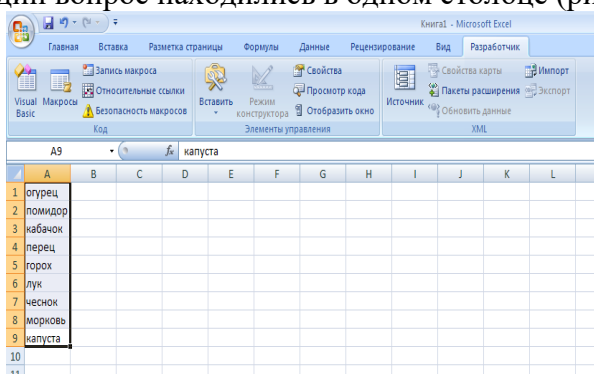 вопрос находились в одном столбце
Книга1 - Microsoft Excel
Главная Вставка Разметка страницы Формулы Данные Рецензирование Вид Разработчик
Visual Basic
Макросы
Запись макроса
Относительные ссылки
Безопасность макросов
Код
Вставить
Режим конструктора
Свойства
Просмотр кода
Отобразить окно
Элементы управления
Источник
Свойства карты
Пакеты расширения
Обновить данные
Импорт
Экспорт
XML
A9 fx капуста
A B C D E F G H I J K L
1 огурец
2 помидор
3 кабачок
4 перец
5 горох
6 лук
7 чеснок
8 морковь
9 капуста
10
11